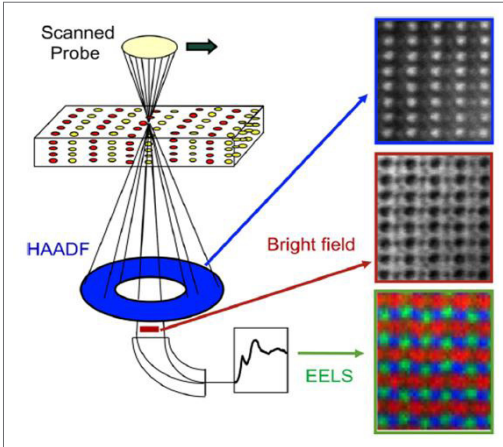 Scanned
Probe
HAADF
Bright field
EELS